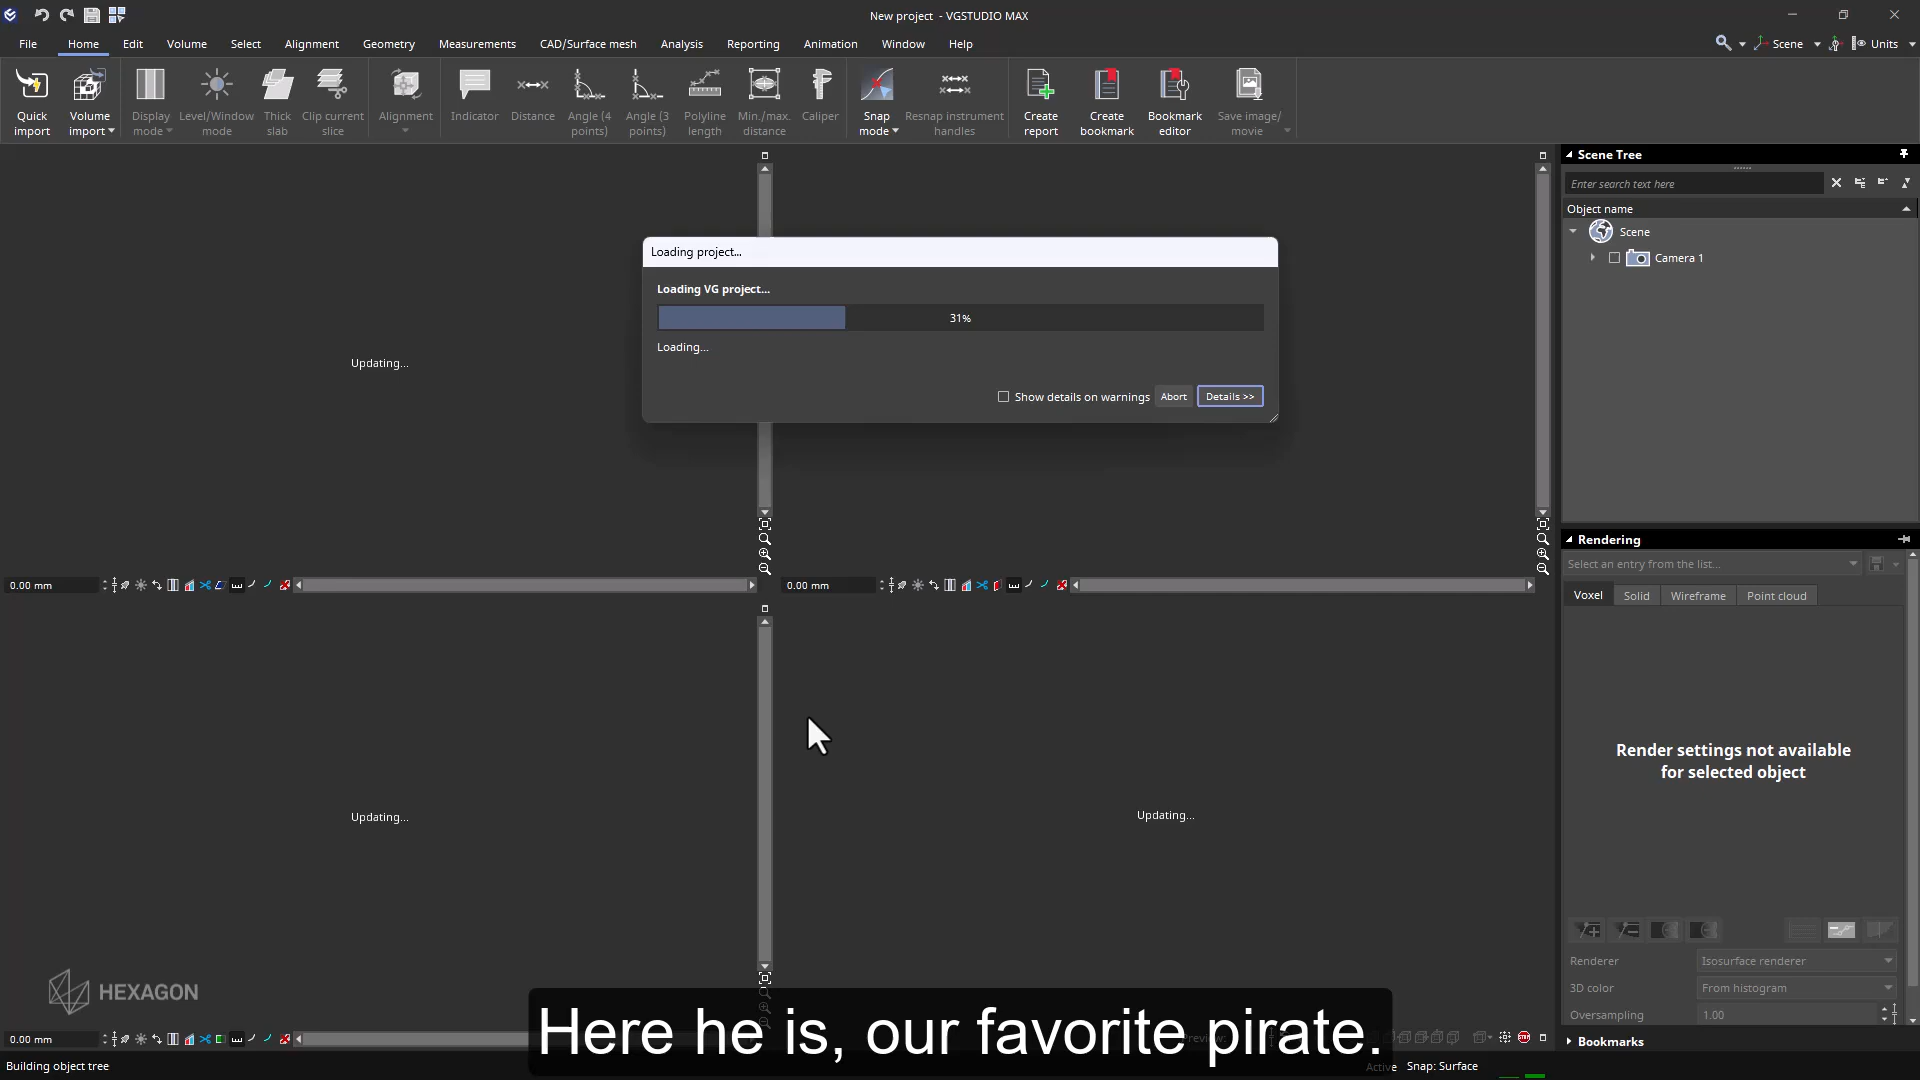 New project - VGSTUDIO MAX
File Home Edit Volume Select Alignment Geometry Measurements CAD/Surface mesh Analysis Reporting Animation Window Help
Scene Units
Quick import
Volume import
Display mode
Level/Window mode
Thick slab
Clip current slice
Alignment
Indicator
Distance
Angle (4 points)
Angle (3 points)
Polyline length
Min./max. distance
Caliper
Snap mode
Resnap instrument handles
Create report
Create bookmark
Bookmark editor
Save image/ movie
Scene Tree
Enter search text here
Object name
Scene
Camera 1
Loading project...
Loading VG project...
31%
Loading...
Show details on warnings Abort Details >>
Updating...
0.00 mm
0.00 mm
Rendering
Select an entry from the list...
Voxel Solid Wireframe Point cloud
Render settings not available
for selected object
Updating...
Updating...
HEXAGON
Renderer Isosurface renderer
3D color From histogram
Oversampling 1.00
0.00 mm
Preview:
Here he is, our favorite pirate.
Bookmarks
Building object tree
Active Snap: Surface